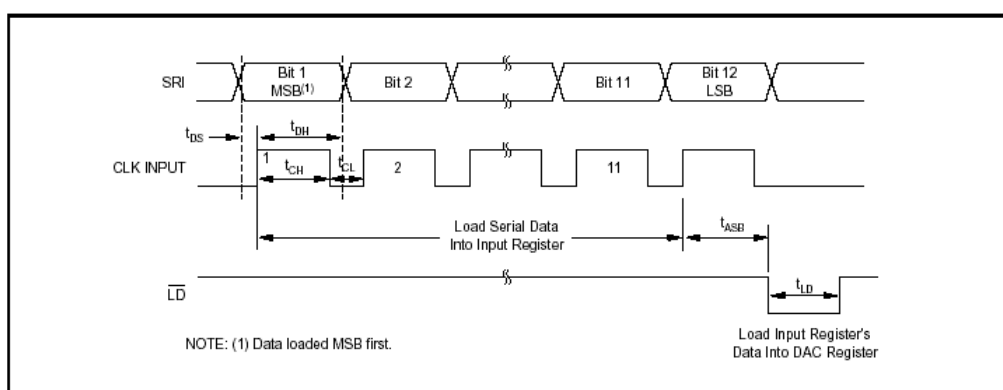 SRI
Bit 1
MSB(1)
Bit 2
Bit 11
Bit 12
LSB
tDS
tDH
CLK INPUT
1
tCH
tCL
2
11
Load Serial Data
Into Input Register
tASB
LD
tLD
NOTE: (1) Data loaded MSB first.
Load Input Register's
Data Into DAC Register